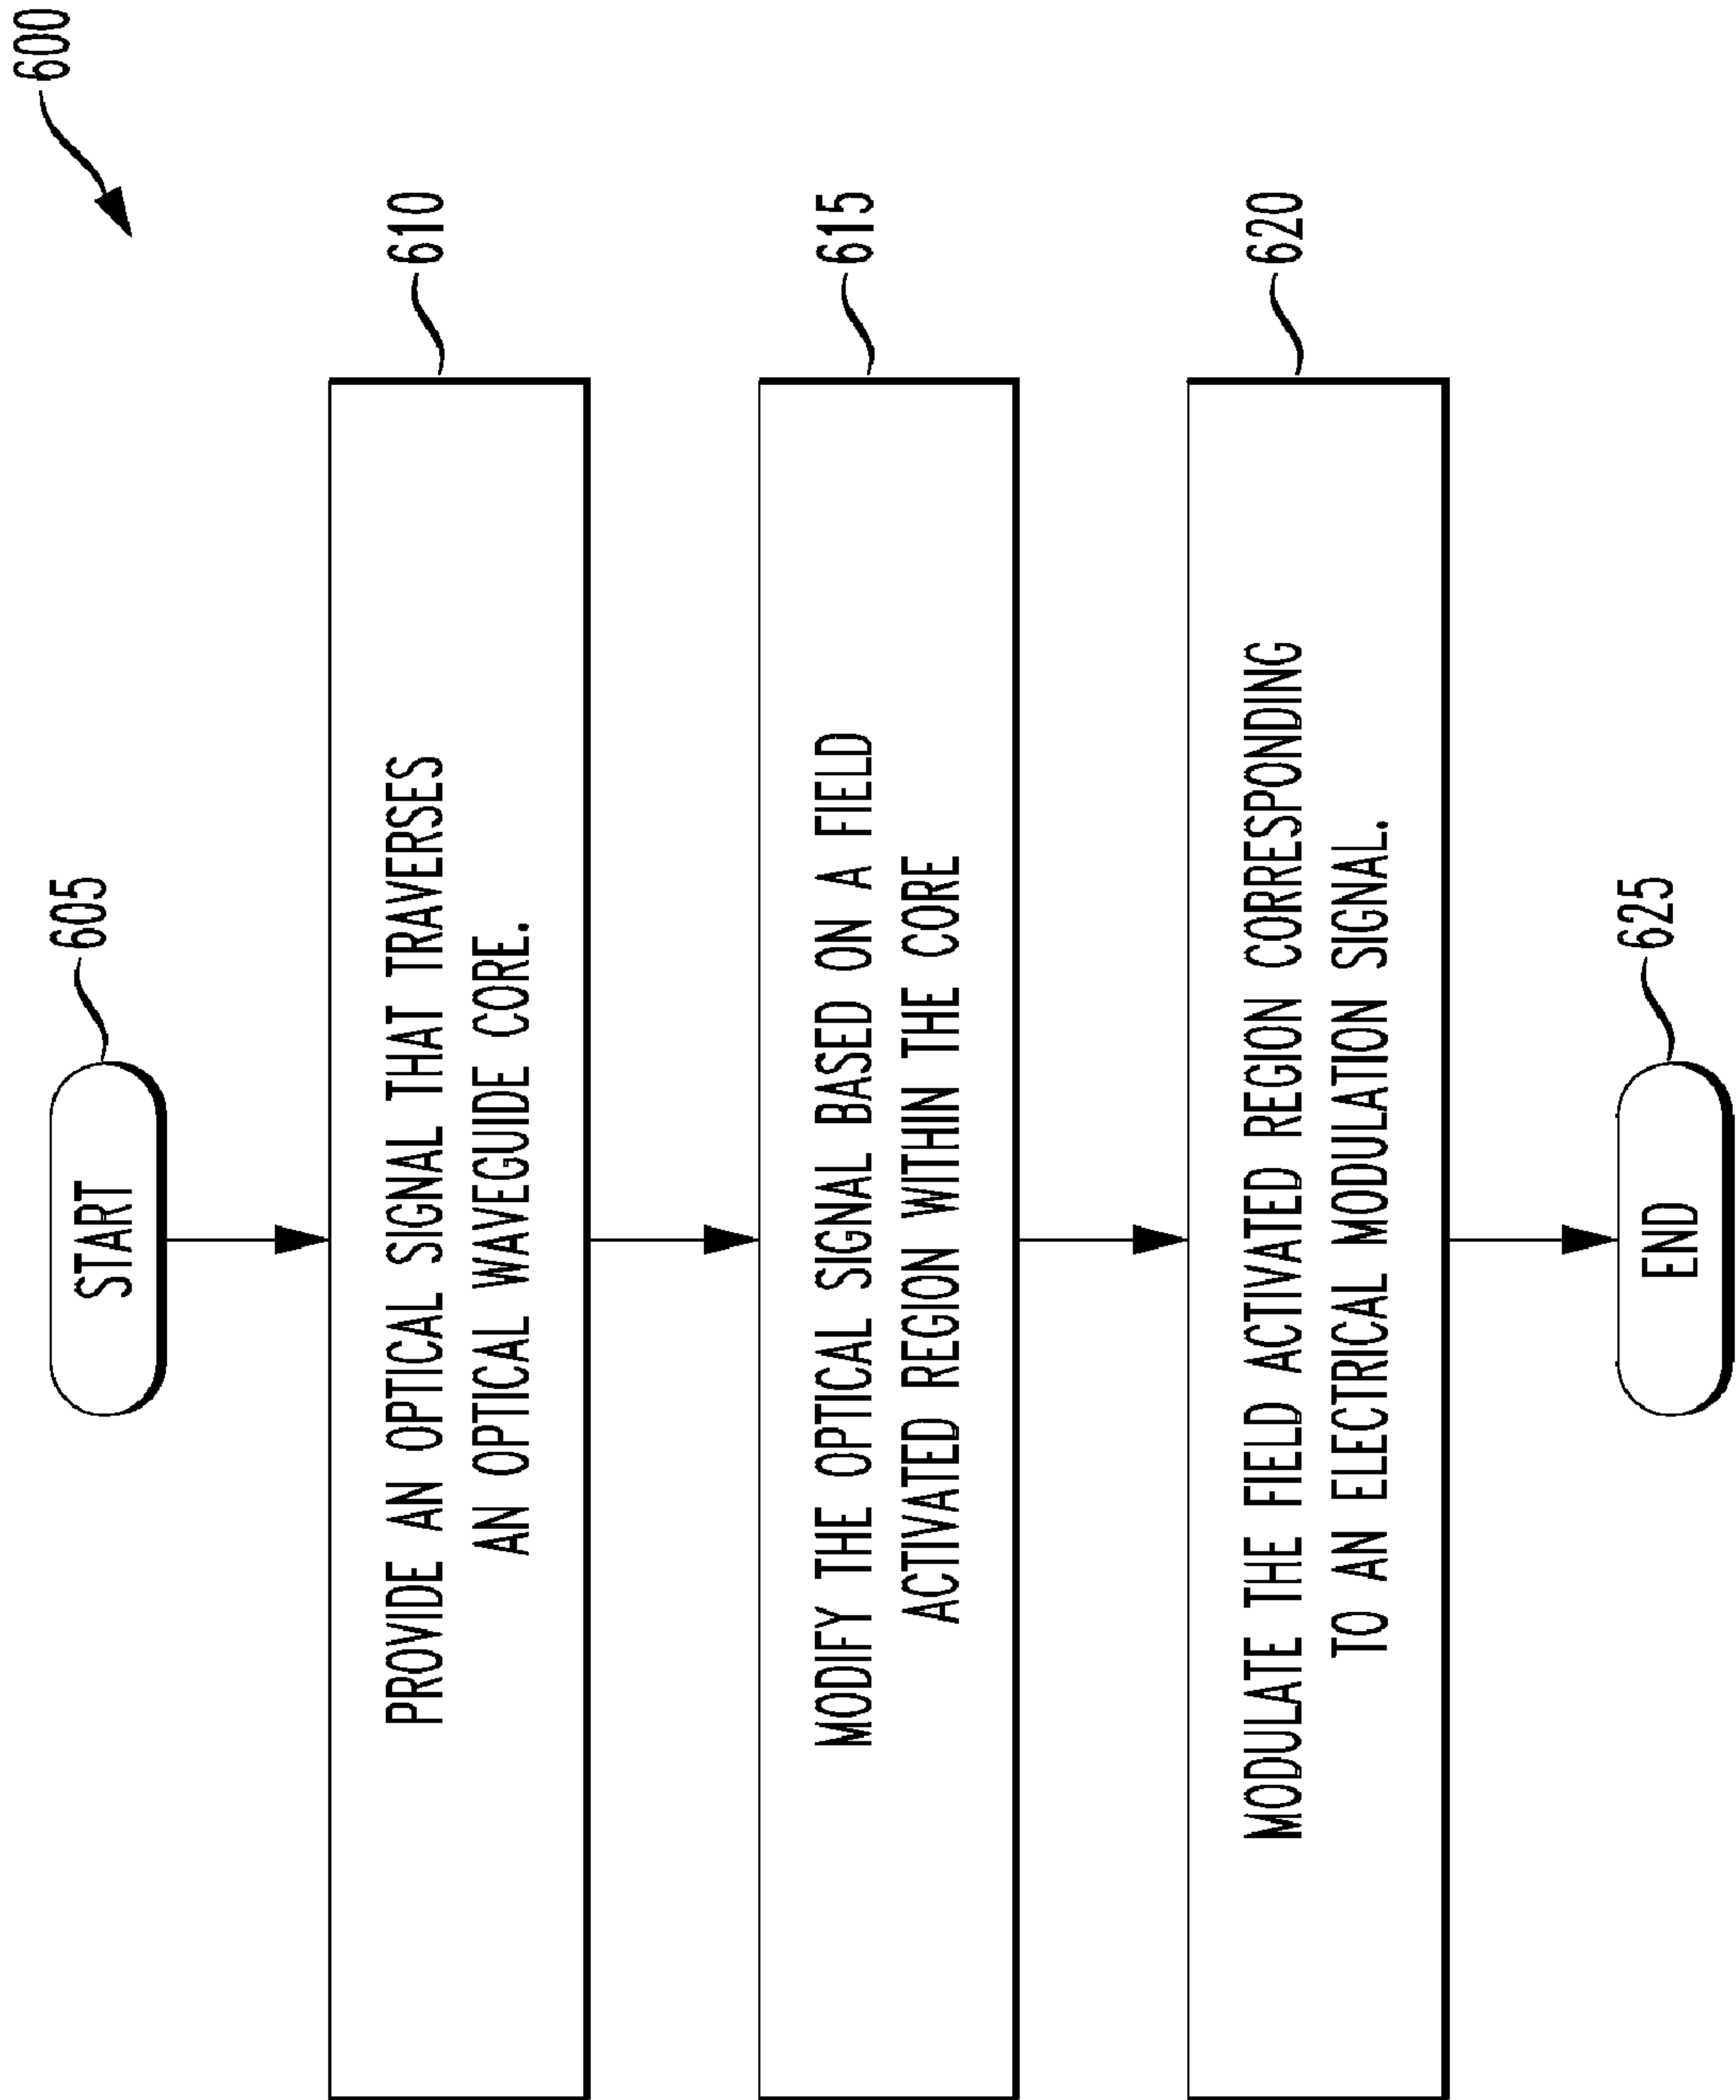 600
605
START
610
PROVIDE AN OPTICAL SIGNAL THAT TRAVERSES
AN OPTICAL WAVEGUIDE CORE.
615
MODIFY THE OPTICAL SIGNAL BASED ON A FIELD
ACTIVATED REGION WITHIN THE CORE
620
MODULATE THE FIELD ACTIVATED REGION CORRESPONDING
TO AN ELECTRICAL MODULATION SIGNAL.
625
END